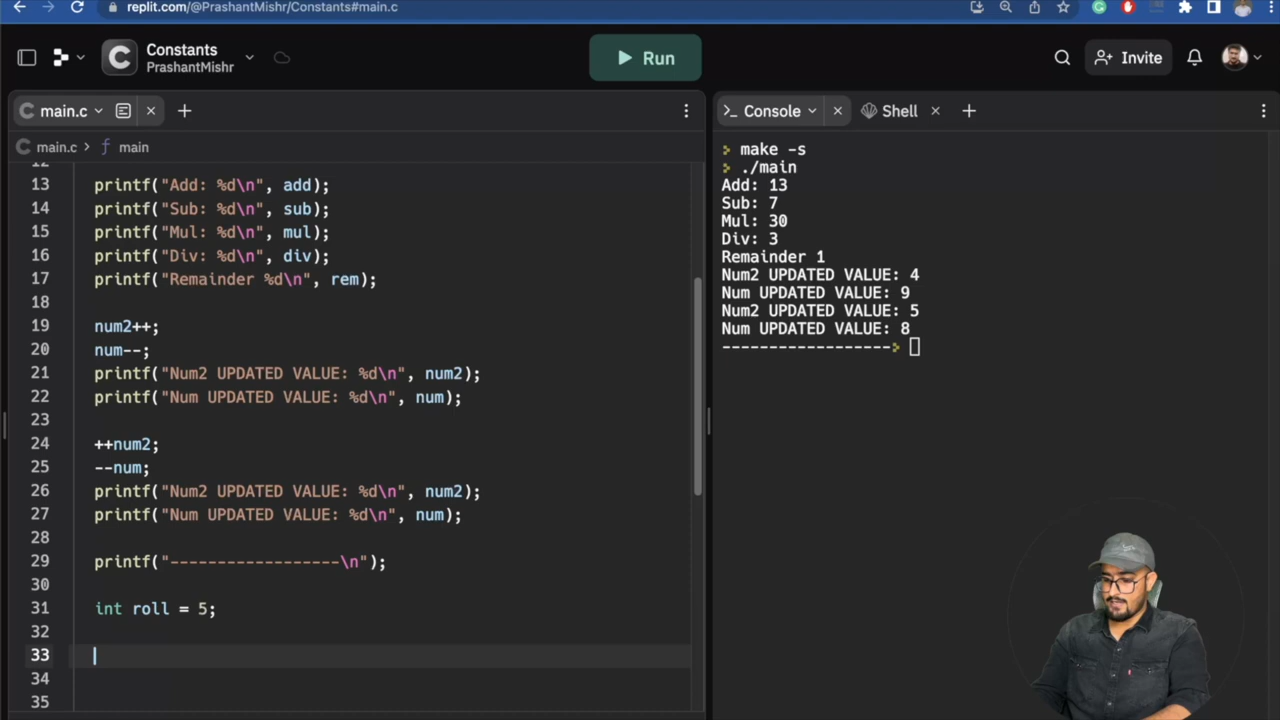 replit.com/@PrashantMishr/Constants#main.c
Constants
PrashantMishr
Run
Invite
main.c
main.c > f main
12
13 printf("Add: %d\n", add);
14 printf("Sub: %d\n", sub);
15 printf("Mul: %d\n", mul);
16 printf("Div: %d\n", div);
17 printf("Remainder %d\n", rem);
18
19 num2++;
20 num--;
21 printf("Num2 UPDATED VALUE: %d\n", num2);
22 printf("Num UPDATED VALUE: %d\n", num);
23
24 ++num2;
25 --num;
26 printf("Num2 UPDATED VALUE: %d\n", num2);
27 printf("Num UPDATED VALUE: %d\n", num);
28
29 printf("------------------\n");
30
31 int roll = 5;
32
33
34
35
Console
Shell
> make -s
> ./main
Add: 13
Sub: 7
Mul: 30
Div: 3
Remainder 1
Num2 UPDATED VALUE: 4
Num UPDATED VALUE: 9
Num2 UPDATED VALUE: 5
Num UPDATED VALUE: 8
------------------>